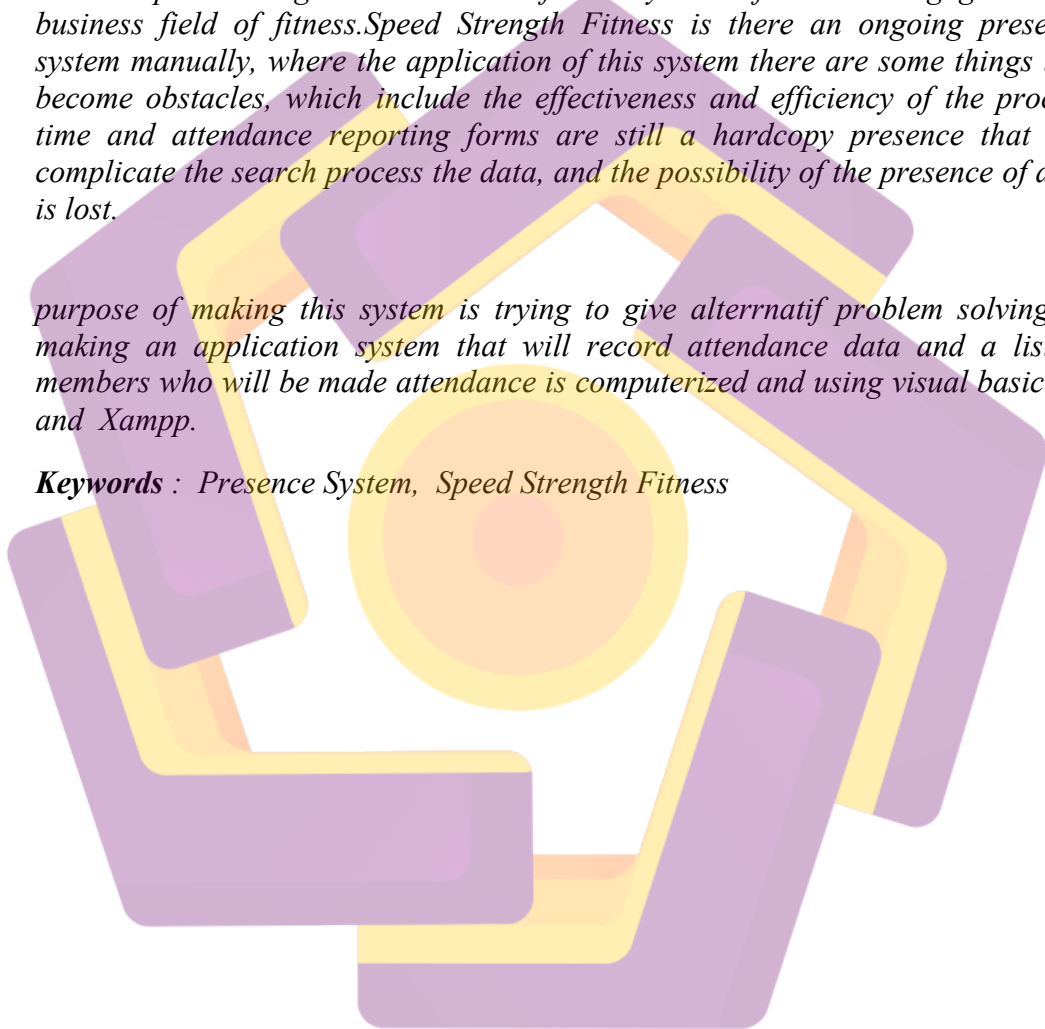 business field of fitness.Speed Strength Fitness is there an ongoing prese
system manually, where the application of this system there are some things
become obstacles, which include the effectiveness and efficiency of the proc
time and attendance reporting forms are still a hardcopy presence that
complicate the search process the data, and the possibility of the presence of d
is lost.
purpose of making this system is trying to give alterrnatif problem solving
making an application system that will record attendance data and a lis
members who will be made attendance is computerized and using visual basic
and Xampp.
Keywords : Presence System, Speed Strength Fitness